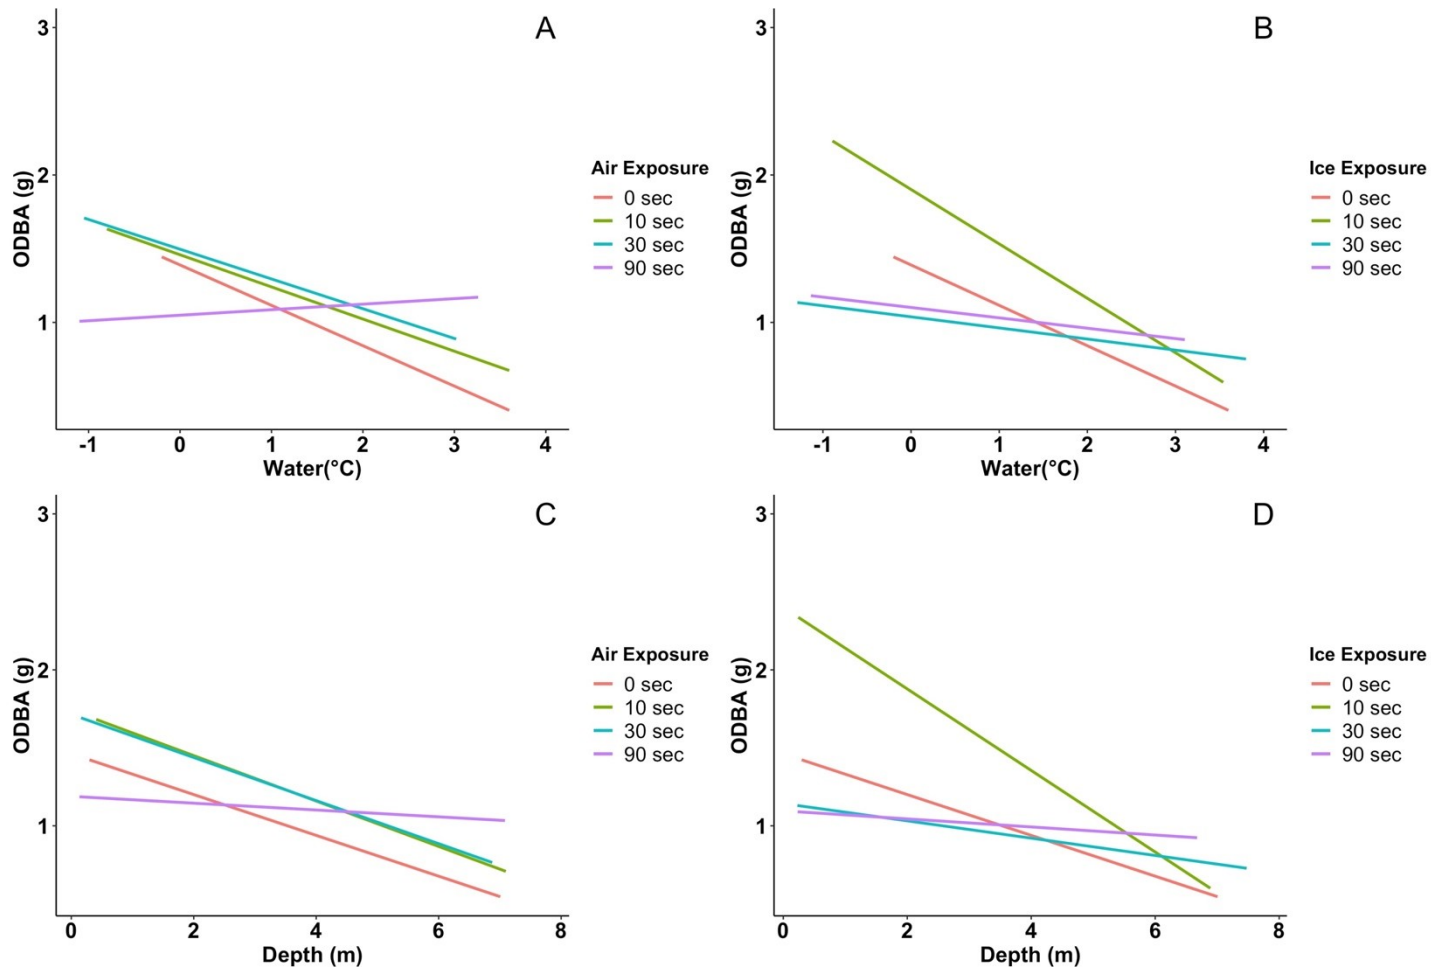 A
3
2
1
ODBA (g)
-1 0 1 2 3 4
Water(°C)
Air Exposure
0 sec
10 sec
30 sec
90 sec
B
3
2
1
ODBA (g)
-1 0 1 2 3 4
Water(°C)
Ice Exposure
0 sec
10 sec
30 sec
90 sec
C
3
2
1
ODBA (g)
0 2 4 6 8
Depth (m)
Air Exposure
0 sec
10 sec
30 sec
90 sec
D
3
2
1
ODBA (g)
0 2 4 6 8
Depth (m)
Ice Exposure
0 sec
10 sec
30 sec
90 sec